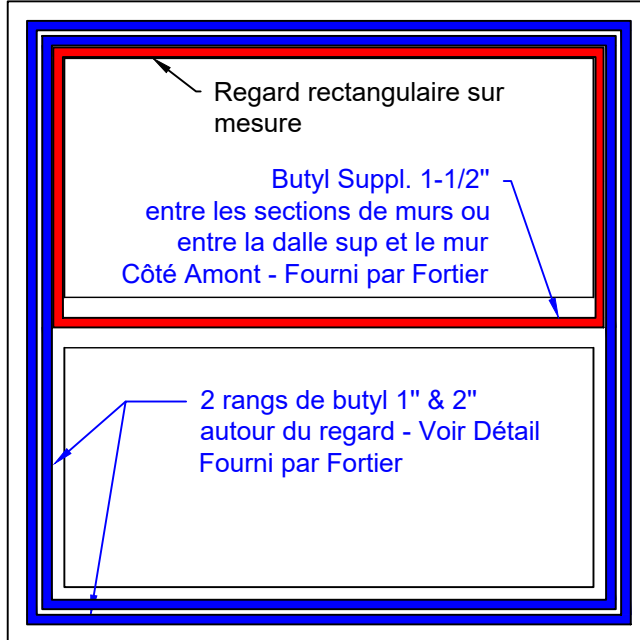 Regard rectangulaire sur
mesure
Butyl Suppl. 1-1/2"
entre les sections de murs ou
entre la dalle sup et le mur
Côté Amont - Fourni par Fortier
2 rangs de butyl 1" & 2"
autour du regard - Voir Détail
Fourni par Fortier